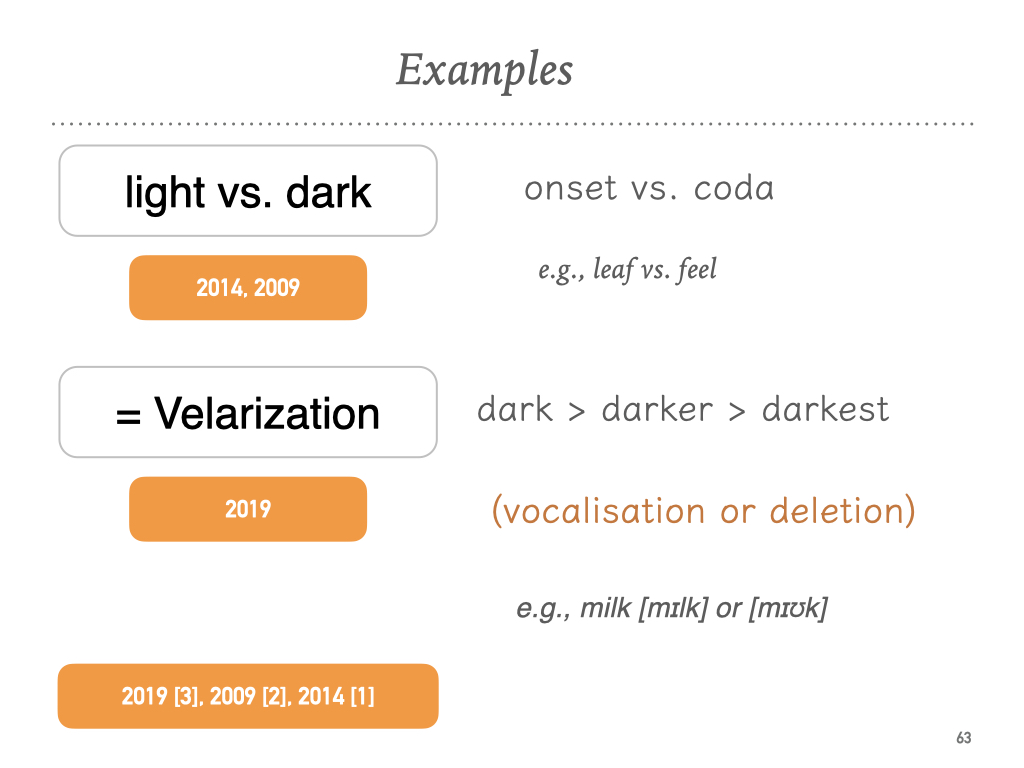 Examples
light vs. dark
onset vs. coda
2014, 2009
e.g., leaf vs. feel
= Velarization
dark > darker > darkest
2019
(vocalisation or deletion)
e.g., milk [mɪlk] or [mɪʊk]
2019 [3], 2009 [2], 2014 [1]
63